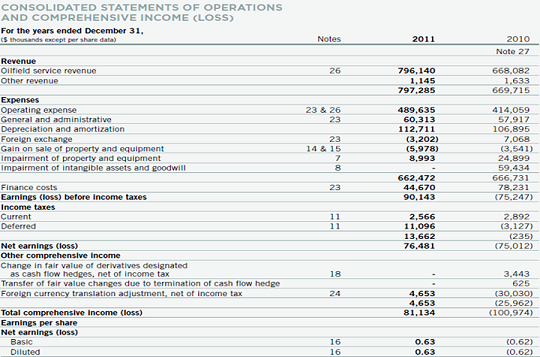 CONSOLIDATED STATEMENTS OF OPERATIONS
AND COMPREHENSIVE INCOME (LOSS)
For the years ended December 31,
($ thousands except per share data) Notes 2011 2010
Note 27
Revenue
Oilfield service revenue 26 796,140 668,082
Other revenue 1,145 1,633
797,285 669,715
Expenses
Operating expense 23 & 26 489,635 414,059
General and administrative 23 60,313 57,917
Depreciation and amortization 112,711 106,895
Foreign exchange 23 (3,202) 7,068
Gain on sale of property and equipment 14 & 15 (5,978) (3,541)
Impairment of property and equipment 7 8,993 24,899
Impairment of intangible assets and goodwill 8 - 59,434
662,472 666,731
Finance costs 23 44,670 78,231
Earnings (loss) before income taxes 90,143 (75,247)
Income taxes
Current 11 2,566 2,892
Deferred 11 11,096 (3,127)
13,662 (235)
Net earnings (loss) 76,481 (75,012)
Other comprehensive income
Change in fair value of derivatives designated
as cash flow hedges, net of income tax 18 - 3,443
Transfer of fair value changes due to termination of cash flow hedge - 625
Foreign currency translation adjustment, net of income tax 24 4,653 (30,030)
4,653 (25,962)
Total comprehensive income (loss) 81,134 (100,974)
Earnings per share
Net earnings (loss)
Basic 16 0.63 (0.62)
Diluted 16 0.63 (0.62)